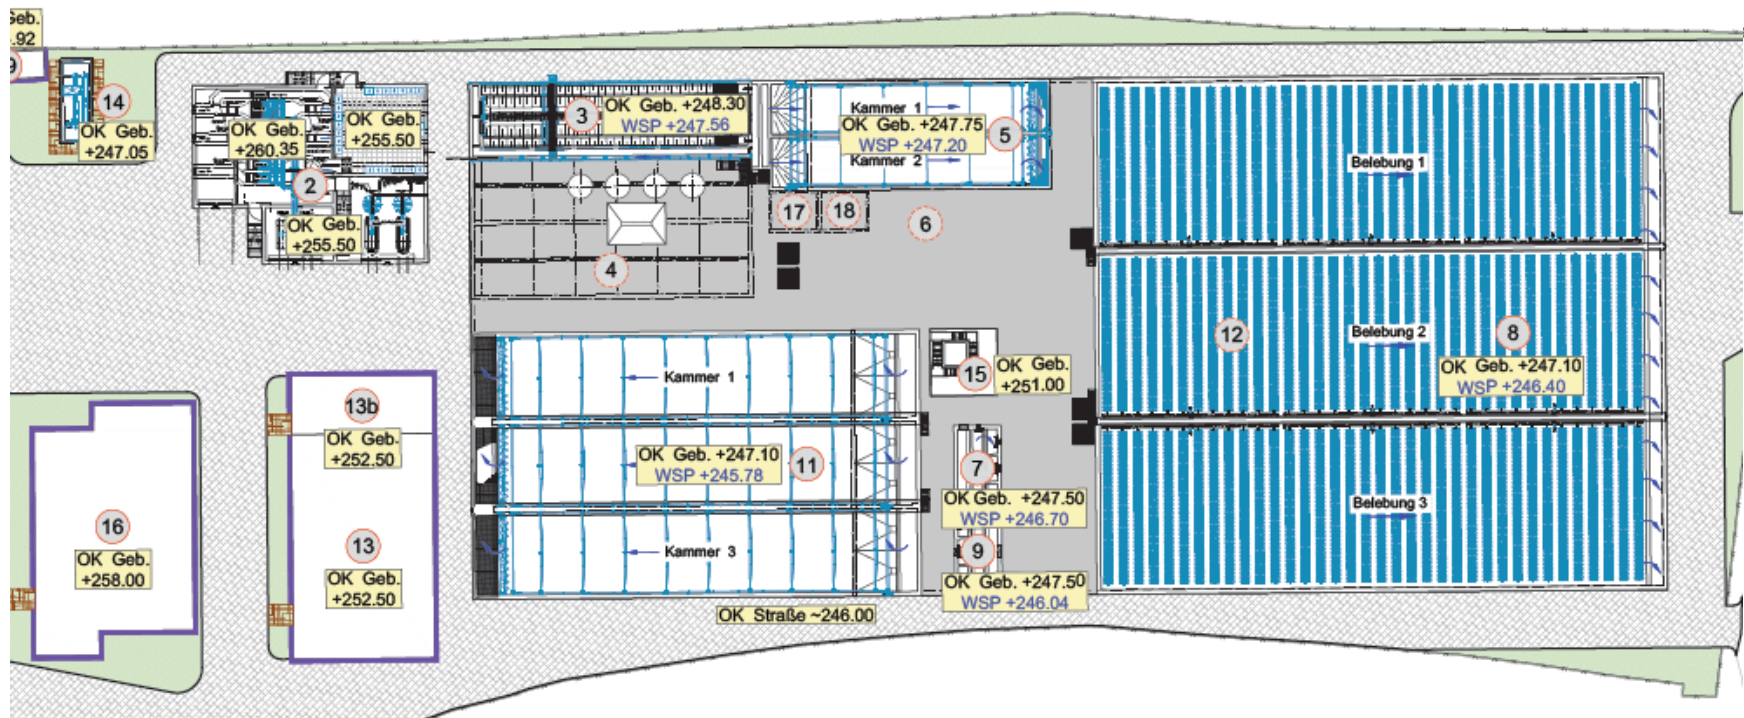 Geb.
.92
9
14
OK Geb.
+247.05
OK Geb.
+260.35
OK Geb.
+255.50
2
OK Geb.
+255.50
3
OK Geb. +248.30
WSP +247.56
4
Kammer 1
OK Geb. +247.75
WSP +247.20
5
Kammer 2
17
18
6
Belebung 1
12
Belebung 2
8
OK Geb. +247.10
WSP +246.40
Belebung 3
Kammer 1
15
OK Geb.
+251.00
OK Geb. +247.10
WSP +245.78
11
Kammer 3
7
OK Geb. +247.50
WSP +246.70
9
OK Geb. +247.50
WSP +246.04
OK Straße ~246.00
13b
OK Geb.
+252.50
13
OK Geb.
+252.50
16
OK Geb.
+258.00